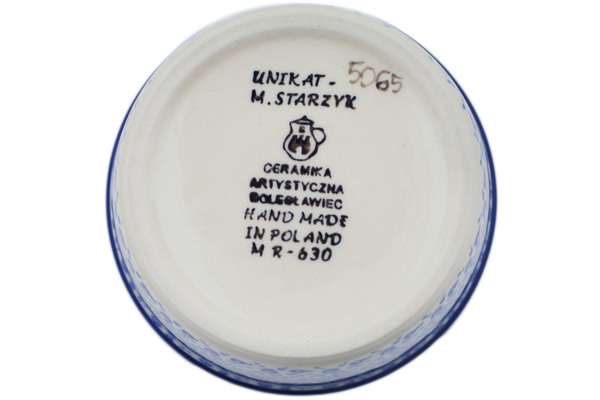 UNIKAT - 5065
M. STARZYK
CERAMIKA
ARTYSTYCZNA
BOLESŁAWIEC
HAND MADE
IN POLAND
M R - 630